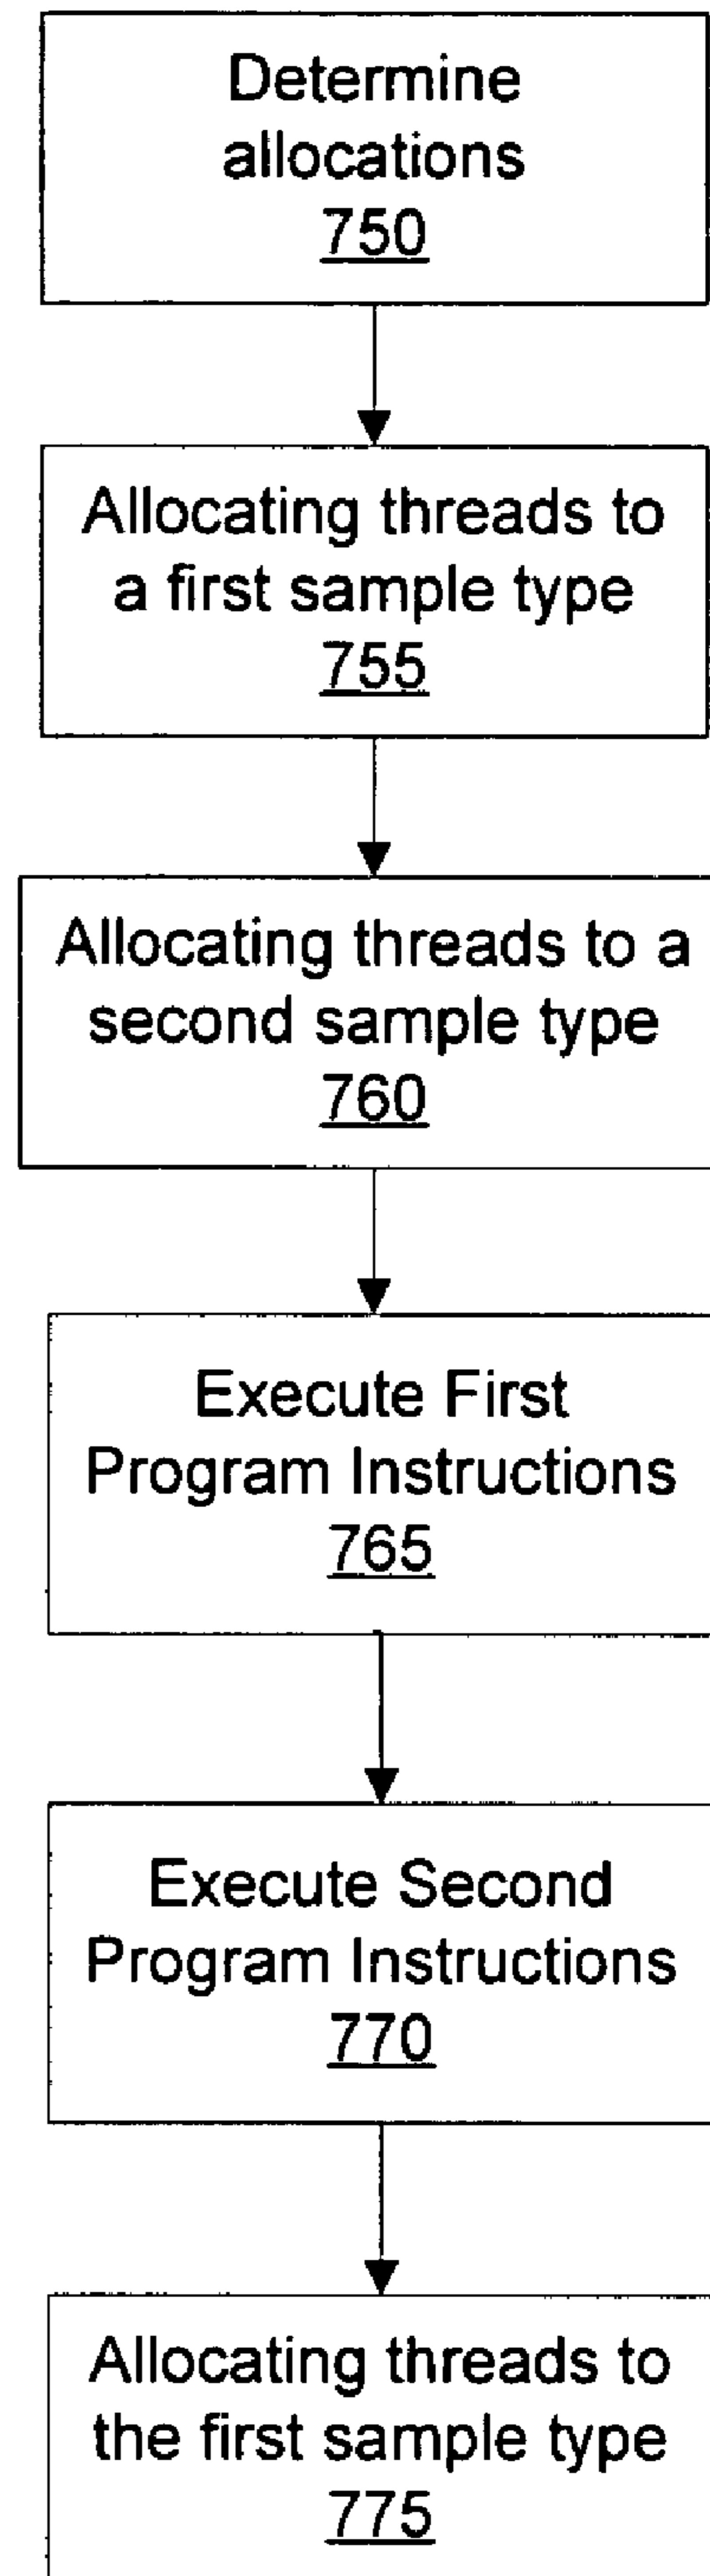 Determine
allocations
750
Allocating threads to
a first sample type
755
Allocating threads to a
second sample type
760
Execute First
Program Instructions
765
Execute Second
Program Instructions
770
Allocating threads to
the first sample type
775